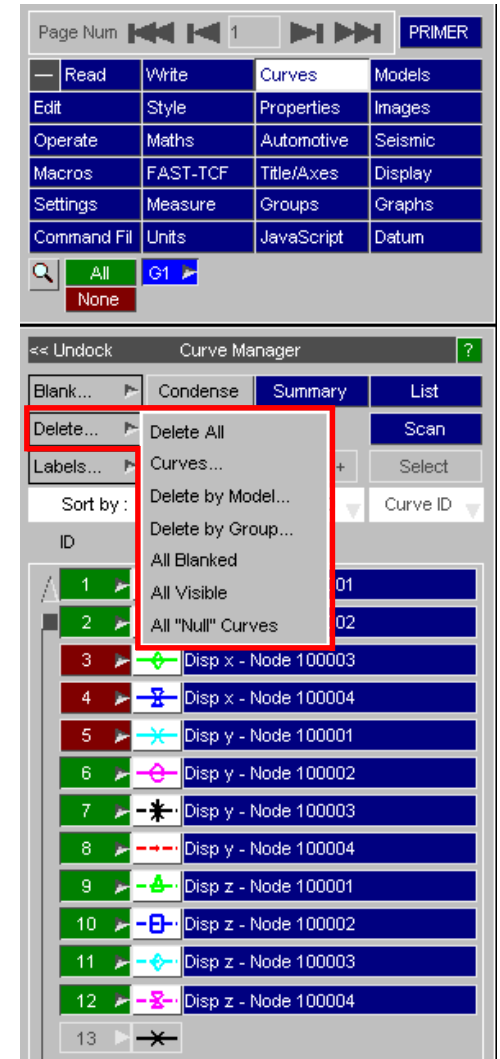 Page Num 1 PRIMER
Read Write Curves Models
Edit Style Properties Images
Operate Maths Automotive Seismic
Macros FAST-TCF Title/Axes Display
Settings Measure Groups Graphs
Command Fil Units JavaScript Datum
All G1
None
<< Undock Curve Manager ?
Blank... Condense Summary List
Delete... Scan
Labels... + Select
Sort by : Curve ID
ID
Delete All
Curves...
Delete by Model...
Delete by Group...
All Blanked
All Visible
All "Null" Curves
1 01
2 02
3 Disp x - Node 100003
4 Disp x - Node 100004
5 Disp y - Node 100001
6 Disp y - Node 100002
7 Disp y - Node 100003
8 Disp y - Node 100004
9 Disp z - Node 100001
10 Disp z - Node 100002
11 Disp z - Node 100003
12 Disp z - Node 100004
13